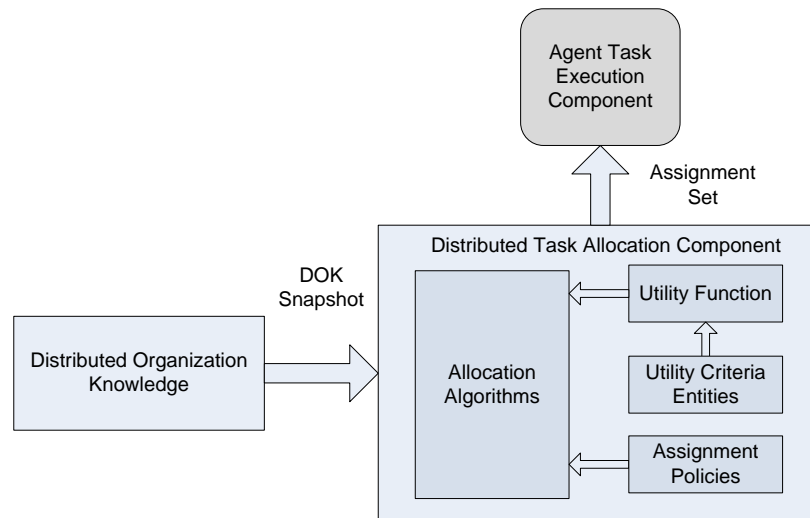 Agent Task
Execution
Component
Assignment
Set
Distributed Task Allocation Component
DOK
Snapshot
Utility Function
Distributed Organization
Knowledge
Allocation
Algorithms
Utility Criteria
Entities
Assignment
Policies